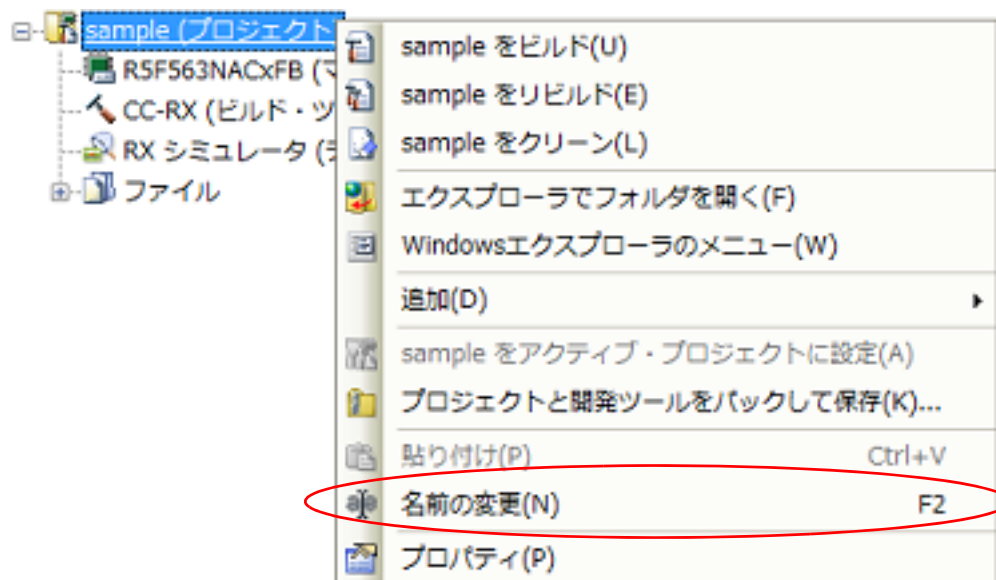 sample (プロジェクト
R5F563NACxFB (マ
CC-RX (ビルド・ツ
RX シミュレータ (デ
ファイル
sample をビルド(U)
sample をリビルド(E)
sample をクリーン(L)
エクスプローラでフォルダを開く(F)
Windowsエクスプローラのメニュー(W)
追加(D)
sample をアクティブ・プロジェクトに設定(A)
プロジェクトと開発ツールをパックして保存(K)...
貼り付け(P) Ctrl+V
名前の変更(N) F2
プロパティ(P)